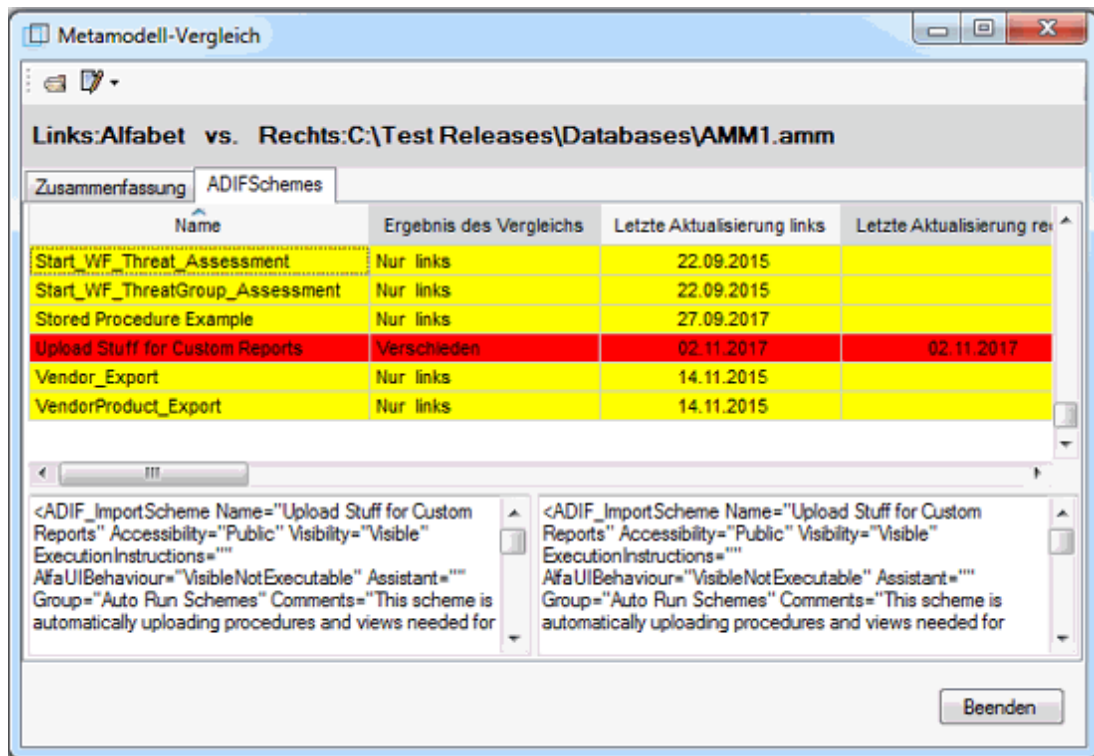 Metamodell-Vergleich
Links:Alfabet vs. Rechts:C:\Test Releases\Databases\AMM1.amm
Zusammenfassung ADIFSchemes
Name Ergebnis des Vergleichs Letzte Aktualisierung links Letzte Aktualisierung
Start_WF_Threat_Assessment Nur links 22.09.2015
Start_WF_ThreatGroup_Assessment Nur links 22.09.2015
Stored Procedure Example Nur links 27.09.2017
Upload Stuff for Custom Reports Verschieden 02.11.2017 02.11.2017
Vendor_Export Nur links 14.11.2015
VendorProduct_Export Nur links 14.11.2015
<ADIF_ImportScheme Name="Upload Stuff for Custom
Reports" Accessibility="Public" Visibility="Visible"
ExecutionInstructions=""
AlfaUIBehaviour="VisibleNotExecutable" Assistant=""
Group="Auto Run Schemes" Comments="This scheme is
automatically uploading procedures and views needed for
<ADIF_ImportScheme Name="Upload Stuff for Custom
Reports" Accessibility="Public" Visibility="Visible"
ExecutionInstructions=""
AlfaUIBehaviour="VisibleNotExecutable" Assistant=""
Group="Auto Run Schemes" Comments="This scheme is
automatically uploading procedures and views needed for
Beenden